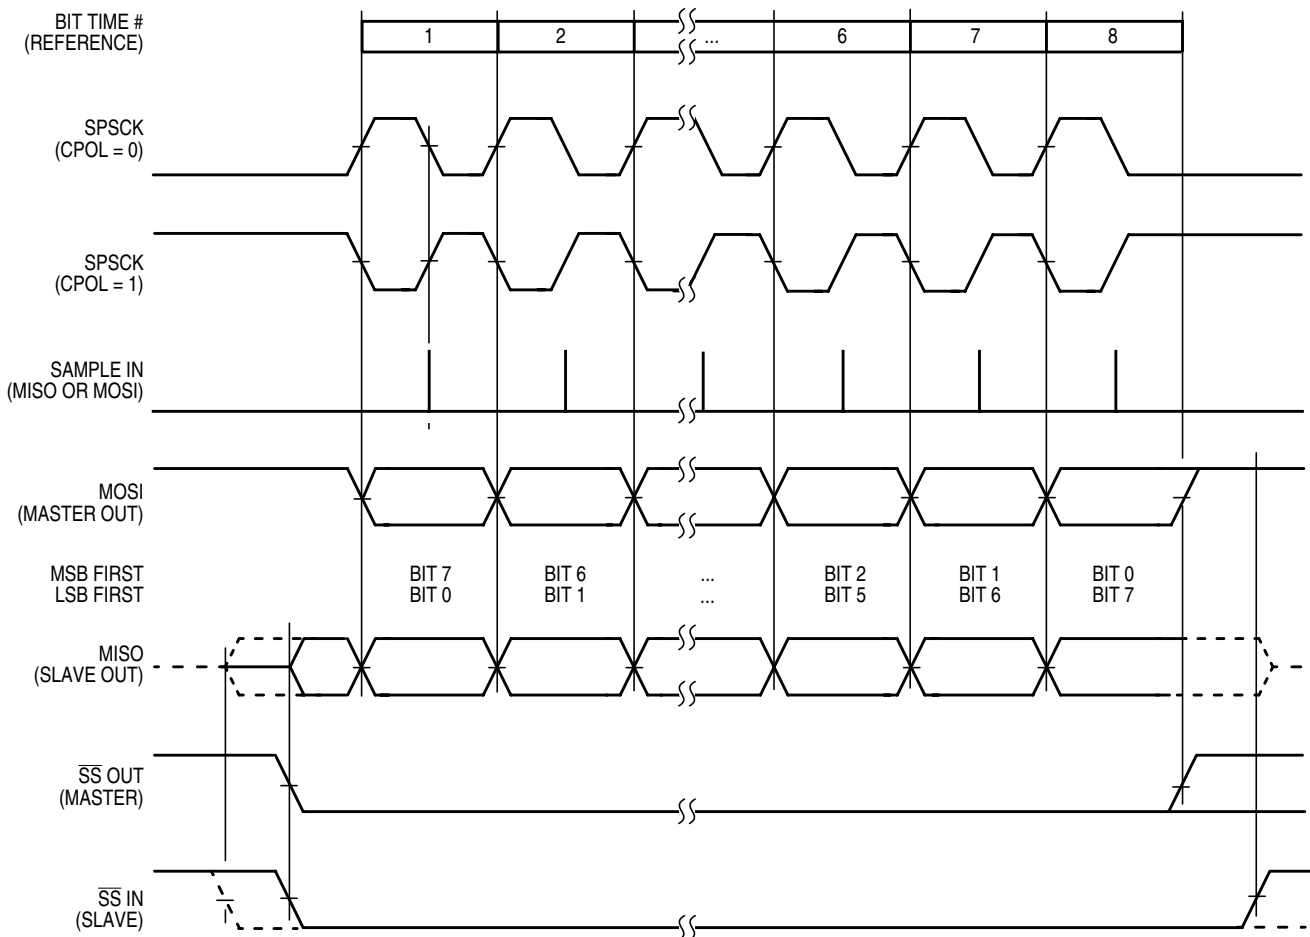 BIT TIME #
(REFERENCE)
1 2 ... 6 7 8
SPSCK
(CPOL = 0)
SPSCK
(CPOL = 1)
SAMPLE IN
(MISO OR MOSI)
MOSI
(MASTER OUT)
MSB FIRST BIT 7 BIT 6 ... BIT 2 BIT 1 BIT 0
LSB FIRST BIT 0 BIT 1 ... BIT 5 BIT 6 BIT 7
MISO
(SLAVE OUT)
S̅S̅ OUT
(MASTER)
S̅S̅ IN
(SLAVE)